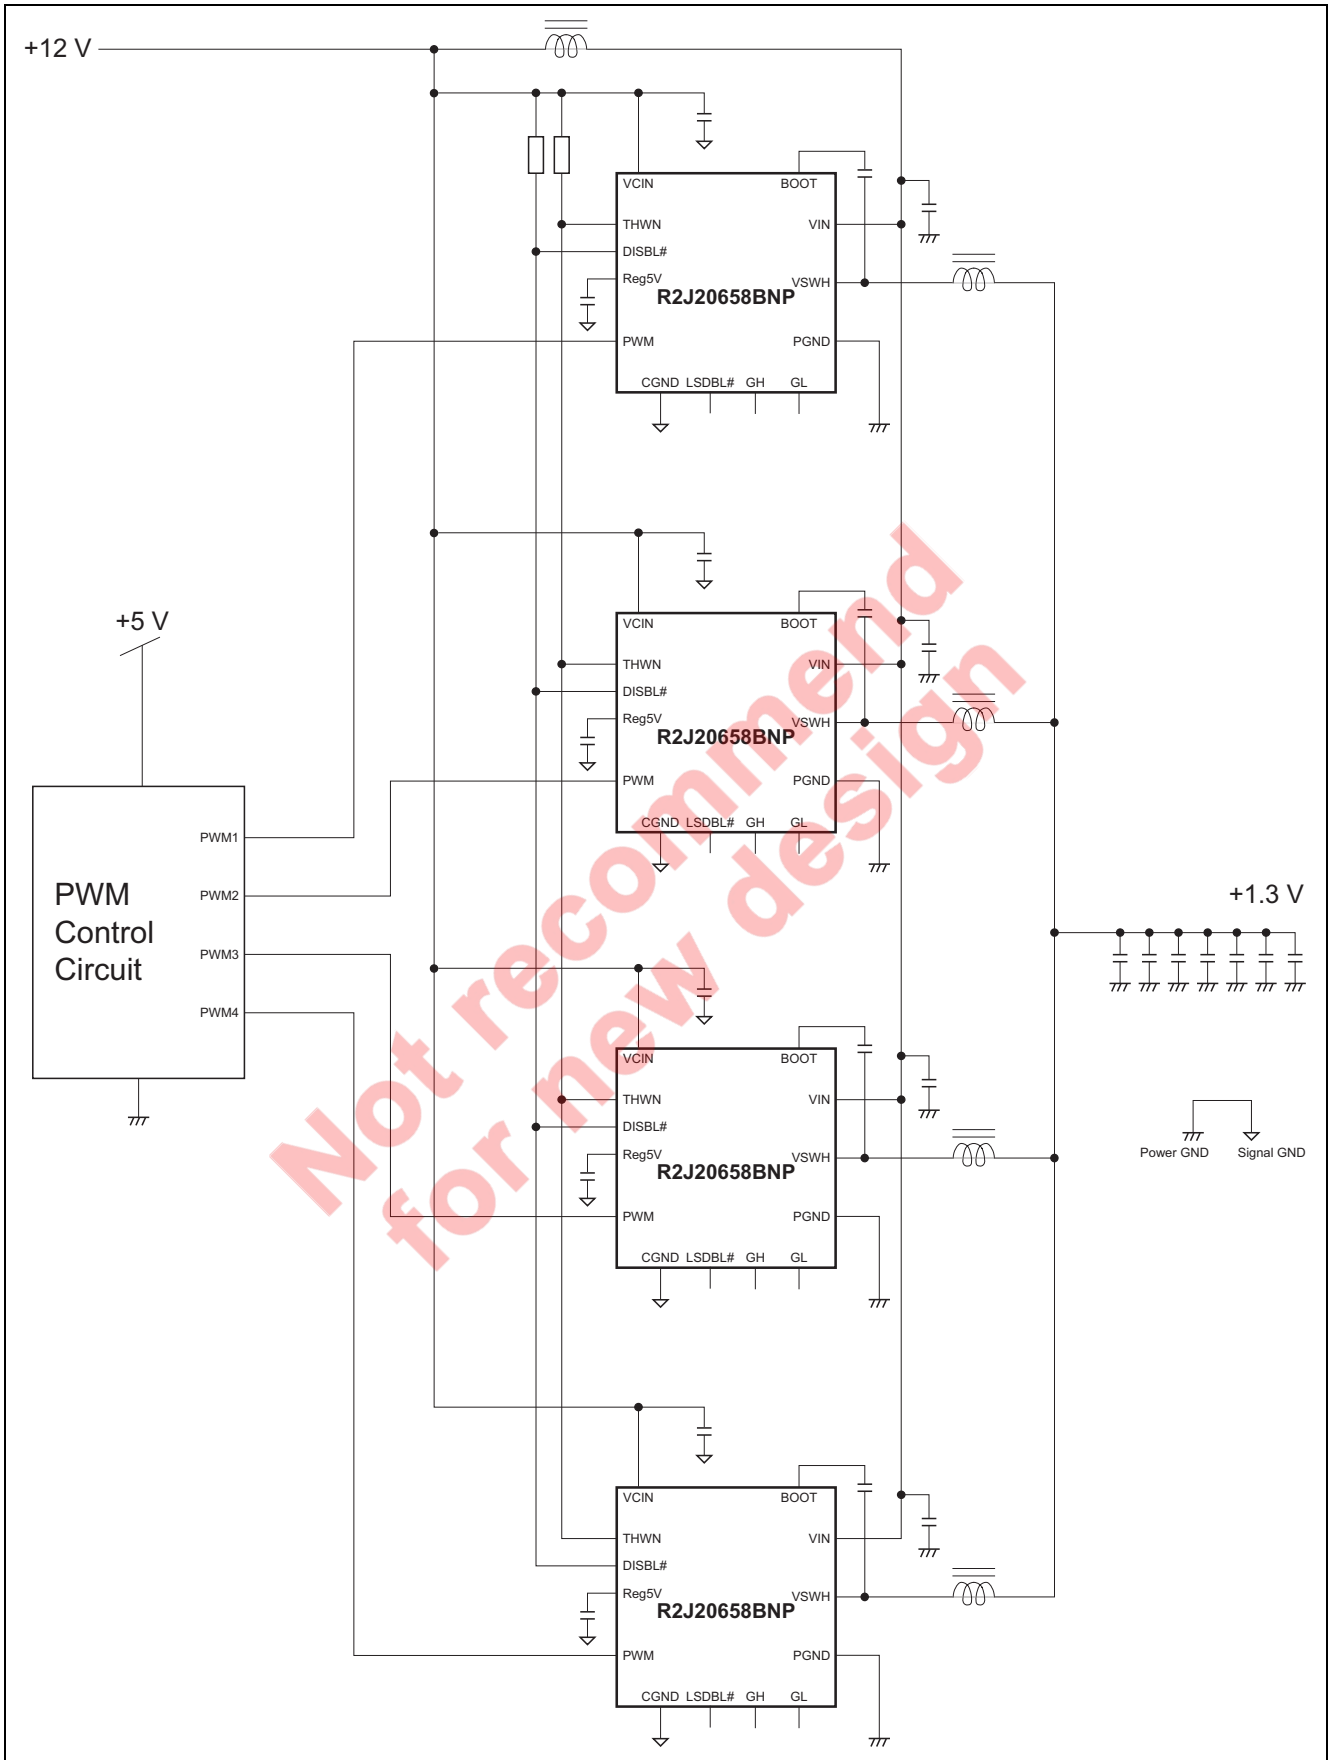 +12 V
VCIN
BOOT
THWN
VIN
DISBL#
Reg5V
VSWH
R2J20658BNP
PWM
PGND
CGND
LSDBL#
GH
GL
+5 V
VCIN
BOOT
THWN
VIN
DISBL#
Reg5V
VSWH
R2J20658BNP
PWM
PGND
CGND
LSDBL#
GH
GL
PWM Control Circuit
PWM1
PWM2
PWM3
PWM4
+1.3 V
VCIN
BOOT
THWN
VIN
DISBL#
Reg5V
VSWH
R2J20658BNP
PWM
PGND
CGND
LSDBL#
GH
GL
Power GND
Signal GND
VCIN
BOOT
THWN
VIN
DISBL#
Reg5V
VSWH
R2J20658BNP
PWM
PGND
CGND
LSDBL#
GH
GL
Not recommend
for new design